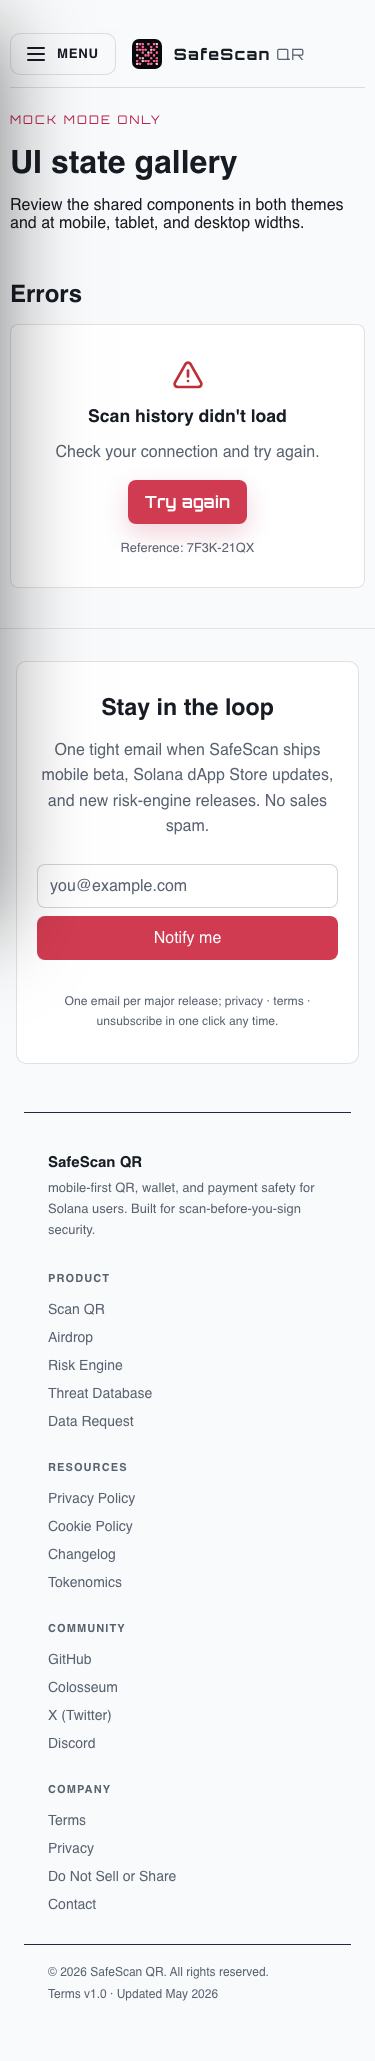 MENU
SafeScan QR
MOCK MODE ONLY
UI state gallery
Review the shared components in both themes
and at mobile, tablet, and desktop widths.
Errors
Scan history didn't load
Check your connection and try again.
Try again
Reference: 7F3K-21QX
Stay in the loop
One tight email when SafeScan ships
mobile beta, Solana dApp Store updates,
and new risk-engine releases. No sales
spam.
you@example.com
Notify me
One email per major release; privacy · terms ·
unsubscribe in one click any time.
SafeScan QR
mobile-first QR, wallet, and payment safety for
Solana users. Built for scan-before-you-sign
security.
PRODUCT
Scan QR
Airdrop
Risk Engine
Threat Database
Data Request
RESOURCES
Privacy Policy
Cookie Policy
Changelog
Tokenomics
COMMUNITY
GitHub
Colosseum
X (Twitter)
Discord
COMPANY
Terms
Privacy
Do Not Sell or Share
Contact
© 2026 SafeScan QR. All rights reserved.
Terms v1.0 · Updated May 2026